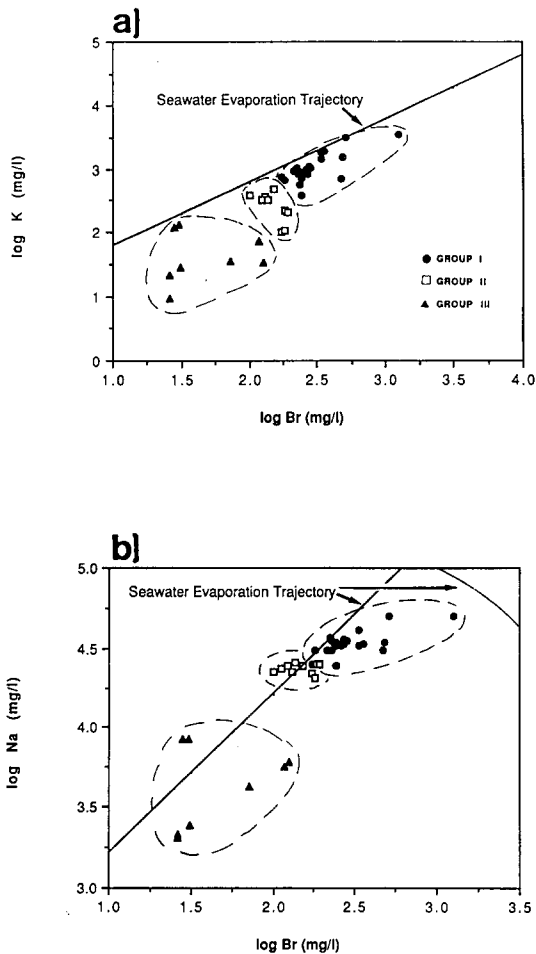 a]
5
Seawater Evaporation Trajectory
4
3
log K (mg/l)
2
GROUP I
GROUP II
GROUP III
1
0
1.0 1.5 2.0 2.5 3.0 3.5 4.0
log Br (mg/l)
b]
5.0
Seawater Evaporation Trajectory
4.5
log Na (mg/l)
4.0
3.5
3.0
1.0 1.5 2.0 2.5 3.0 3.5
log Br (mg/l)